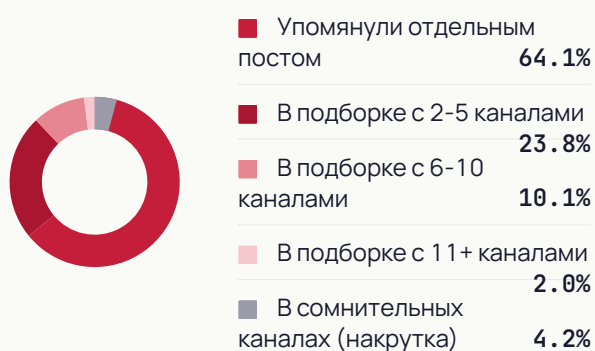 Упомянули отдельным
постом 64.1%
В подборке с 2-5 каналами
23.8%
В подборке с 6-10
каналами 10.1%
В подборке с 11+ каналами
2.0%
В сомнительных
каналах (накрутка) 4.2%